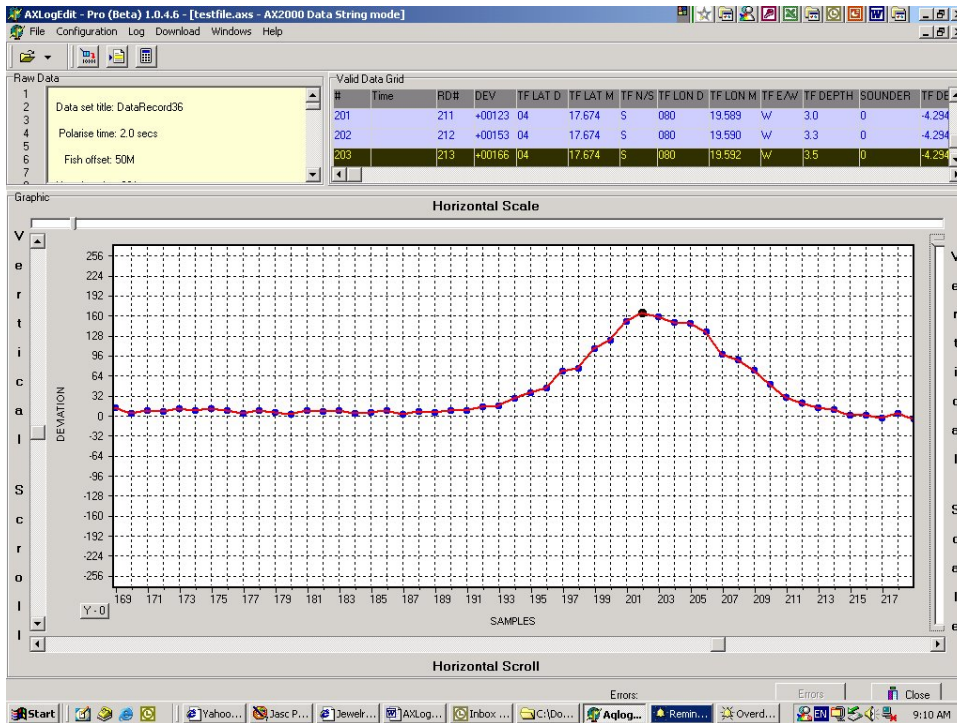 AXLogEdit - Pro (Beta) 1.0.4.6 - [testfile.axs - AX2000 Data String mode]
File Configuration Log Download Windows Help
Raw Data
1
2
3
4
5
6
7
Data set title: DataRecord36
Polarise time: 2.0 secs
Fish offset: 50M
Valid Data Grid
# Time RD# DEV TF LAT D TF LAT M TF N/S TF LON D TF LON M TF E/W TF DEPTH SOUNDER TF DE
201 211 +00123 04 17.674 S 080 19.589 W 3.0 0 -4.294
202 212 +00153 04 17.674 S 080 19.590 W 3.3 0 -4.294
203 213 +00166 04 17.674 S 080 19.592 W 3.5 0 -4.294
Graphic
Horizontal Scale
Vertical Scroll
DEVIATION
256
224
192
160
128
96
64
32
0
-32
-64
-96
-128
-160
-192
-224
-256
Y - 0
169 171 173 175 177 179 181 183 185 187 189 191 193 195 197 199 201 203 205 207 209 211 213 215 217
SAMPLES
Vertical Scale
Horizontal Scroll
Errors:
Errors
Close
Start
Yahoo...
Jasc P...
Jewelr...
AXLog...
Inbox ...
C:\Do...
Aqlog...
Remin...
Overd...
EN
9:10 AM